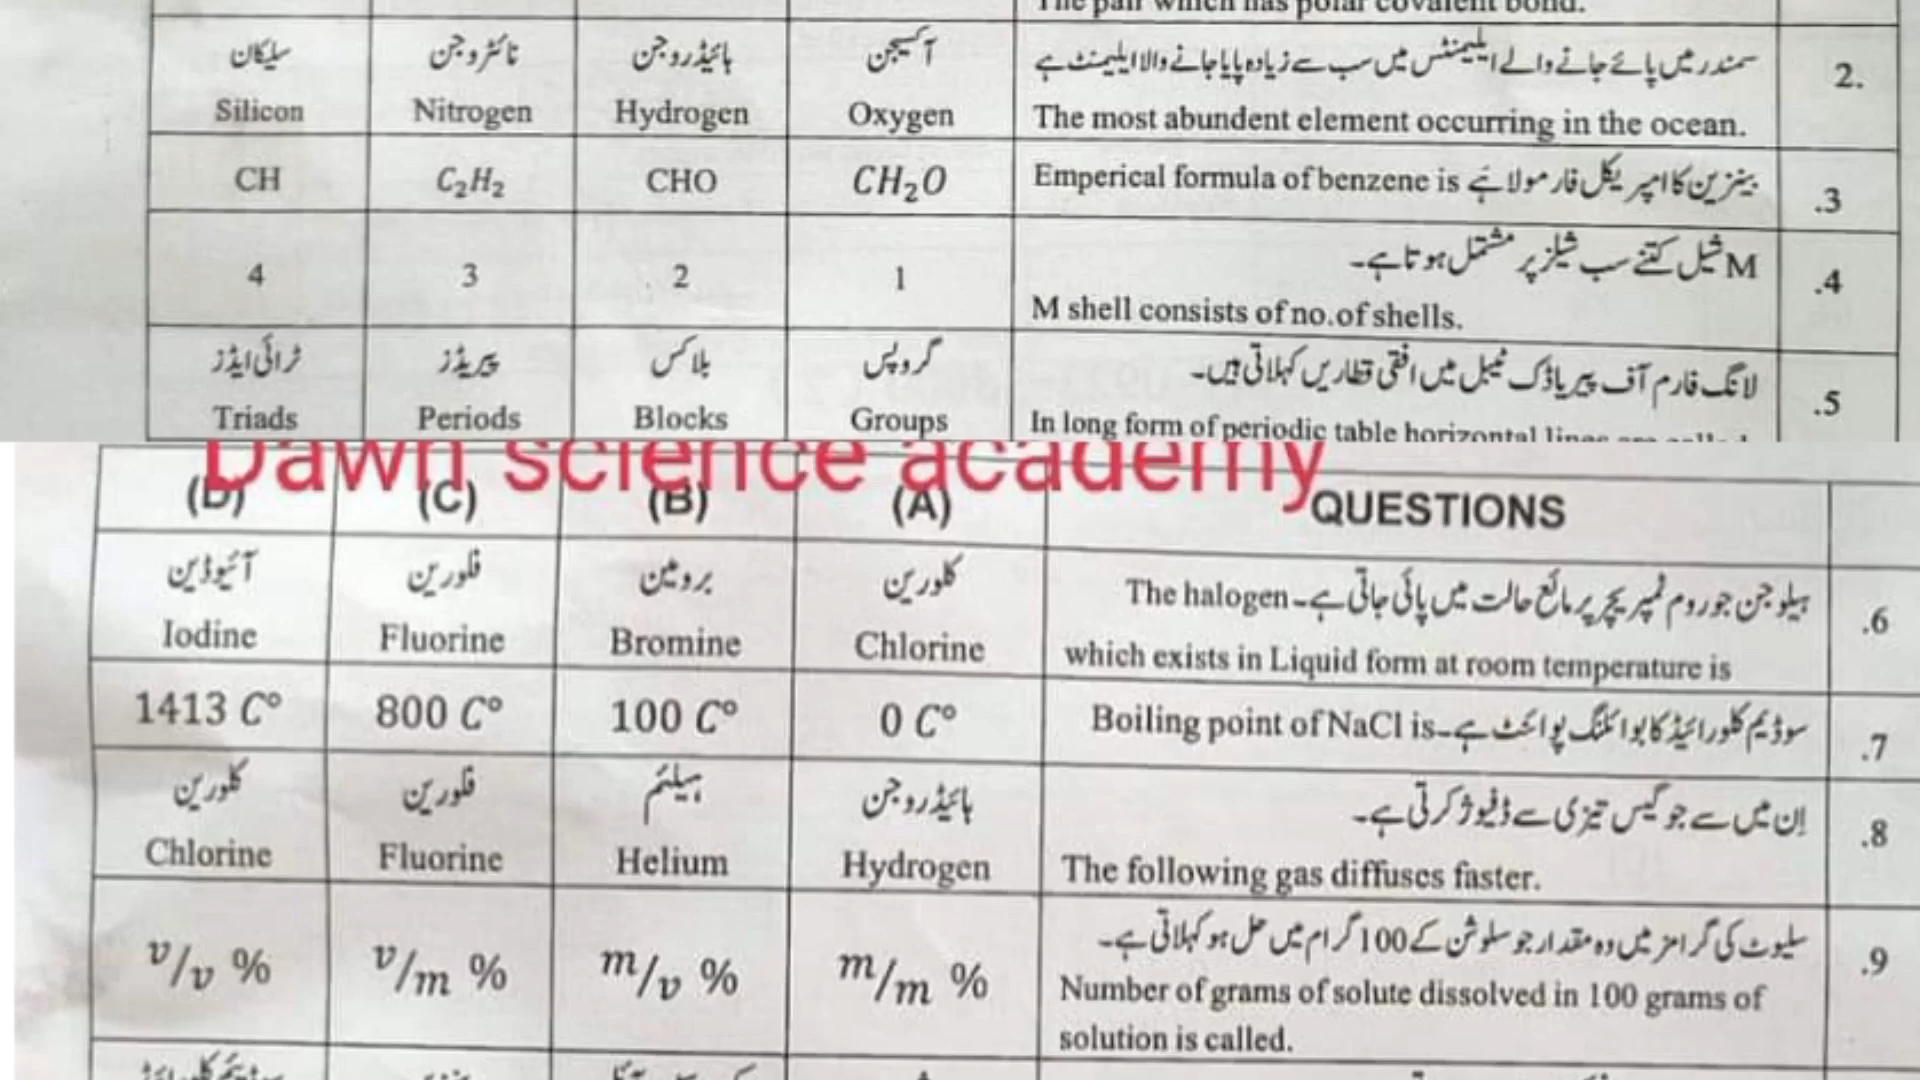 The pair which has polar covalent bond.
سمندر میں پائے جانے والے ایلیمنٹس میں سب سے زیادہ پایا جانے والا ایلیمنٹ ہے 2.
آکسیجن ہائیڈروجن نائٹروجن سلیکان
The most abundent element occurring in the ocean.
Oxygen Hydrogen Nitrogen Silicon
.3 بینزین کا امپریکل فارمولا ہے Emperical formula of benzene is
CH₂O CHO C₂H₂ CH
.4 M شیل کتنے سب شیلز پر مشتمل ہوتا ہے۔
M shell consists of no.of shells.
1 2 3 4
.5 لانگ فارم آف پیریاڈک ٹیبل میں افقی قطاریں کہلاتی ہیں۔
گروپس بلاکس پیریڈز ٹرائی ایڈز
In long form of periodic table horizontal lines are called
Groups Blocks Periods Triads
Dawn science academy
QUESTIONS (A) (B) (C) (D)
.6 ہیلوجن جو روم ٹمپریچر پر مائع حالت میں پائی جاتی ہے۔ The halogen
کلورین برومین فلورین آئیوڈین
which exists in Liquid form at room temperature is
Chlorine Bromine Fluorine Iodine
.7 سوڈیم کلورائیڈ کا بوائلنگ پوائنٹ ہے۔ Boiling point of NaCl is
0 C° 100 C° 800 C° 1413 C°
.8 اِن میں سے جو گیس تیزی سے ڈفیوژ کرتی ہے۔
ہائیڈروجن ہیلیئم فلورین کلورین
The following gas diffuses faster.
Hydrogen Helium Fluorine Chlorine
.9 سلیوٹ کی گرامز میں وہ مقدار جو سلوشن کے 100 گرام میں حل ہو کہلاتی ہے۔
Number of grams of solute dissolved in 100 grams of
solution is called.
m/m % m/v % v/m % v/v %